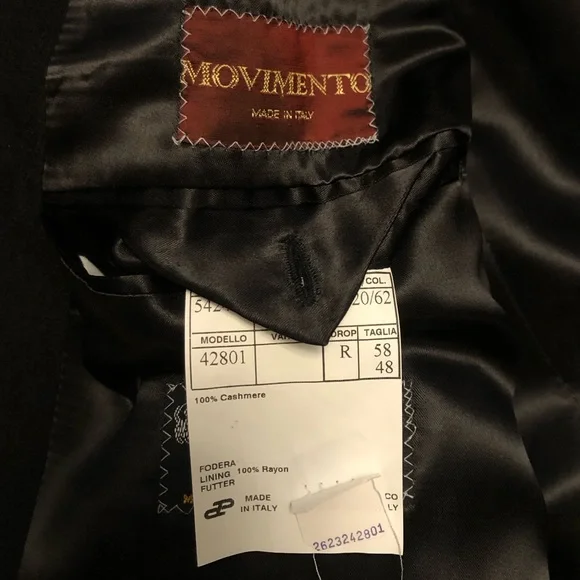 MOVIMENTO
MADE IN ITALY
COL.
20/62
MODELLO DROP TAGLIA
42801 R 58
48
100% Cashmere
FODERA
LINING 100% Rayon
FUTTER
MADE
IN ITALY
2623242801